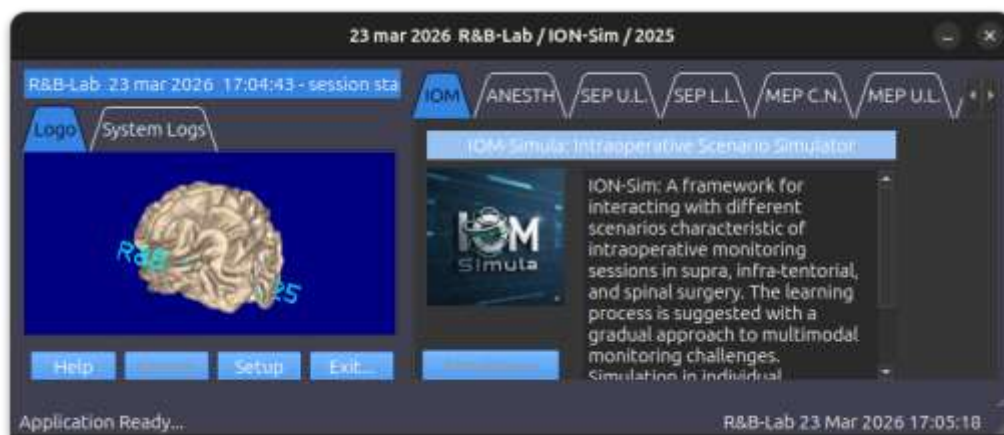 23 mar 2026 R&B-Lab / ION-Sim / 2025
R&B-Lab 23 mar 2026 17:04:43 - session sta
Logo
System Logs
R&B
25
Help
Setup
Exit...
IOM
ANESTH
SEP U.L.
SEP L.L.
MEP C.N.
MEP U.L.
IOM-Simula: Intraoperative Scenario Simulator
IOM
Simula
ION-Sim: A framework for
interacting with different
scenarios characteristic of
intraoperative monitoring
sessions in supra, infra-tentorial,
and spinal surgery. The learning
process is suggested with a
gradual approach to multimodal
monitoring challenges.
Simulation in individual
Application Ready...
R&B-Lab 23 Mar 2026 17:05:18